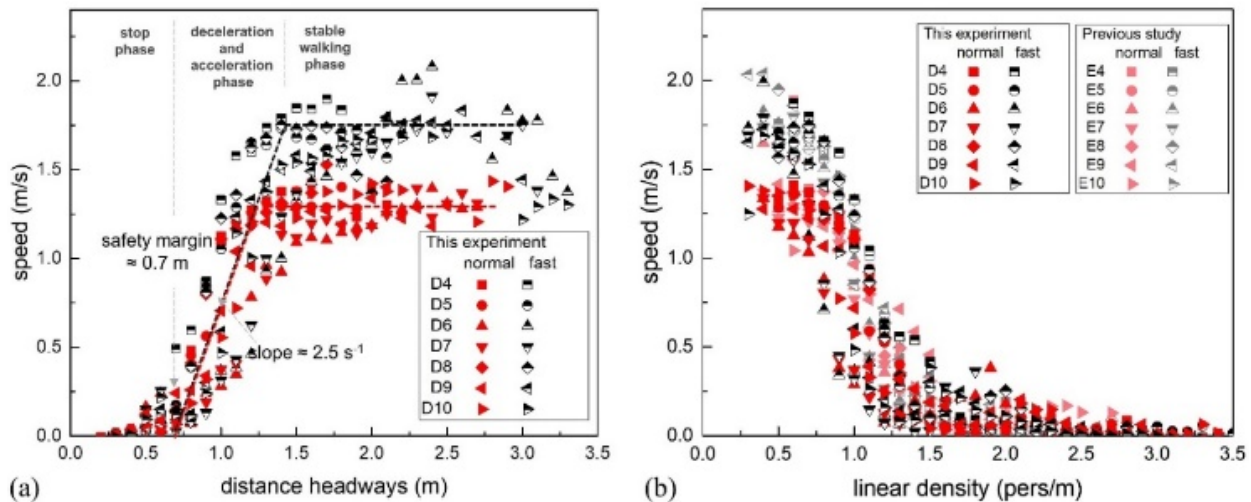 stop
phase
deceleration
and
acceleration
phase
stable
walking
phase
speed (m/s)
2.0
1.5
1.0
0.5
0.0
safety margin
≈ 0.7 m
slope ≈ 2.5 s⁻¹
This experiment
normal fast
D4
D5
D6
D7
D8
D9
D10
0.0 0.5 1.0 1.5 2.0 2.5 3.0 3.5
distance headways (m)
(a)
speed (m/s)
2.0
1.5
1.0
0.5
0.0
This experiment
normal fast
D4
D5
D6
D7
D8
D9
D10
Previous study
normal fast
E4
E5
E6
E7
E8
E9
E10
0.0 0.5 1.0 1.5 2.0 2.5 3.0 3.5
linear density (pers/m)
(b)